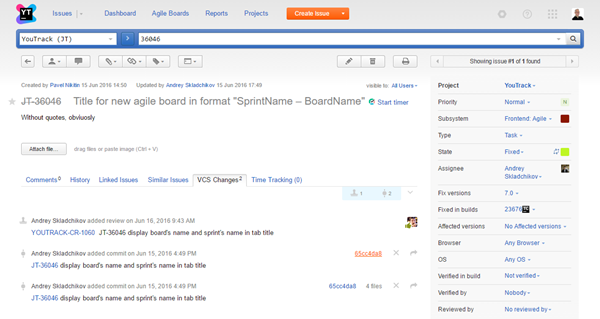 YT
Issues Dashboard Agile Boards Reports Projects Create Issue
YouTrack (JT) 36046
Showing issue #1 of 1 found
Created by Pavel Nikitin 15 Jun 2016 14:55 Updated by Andrey Skladchikov 15 Jun 2016 17:49 visible to: All Users
JT-36046 Title for new agile board in format "SprintName – BoardName" Start timer
Without quotes, obviuosly
Attach file... drag files or paste image (Ctrl + V)
Comments 0 History Linked Issues Similar Issues VCS Changes 2 Time Tracking (0)
1 2
Andrey Skladchikov added review on Jun 16, 2016 9:43 AM
YOUTRACK-CR-1060 JT-36046 display board's name and sprint's name in tab title
Andrey Skladchikov added commit on Jun 15, 2016 4:49 PM 65cc4da8
JT-36046 display board's name and sprint's name in tab title
Andrey Skladchikov added commit on Jun 15, 2016 4:49 PM 65cc4da8 4 files
JT-36046 display board's name and sprint's name in tab title
Project YouTrack
Priority Normal N
Subsystem Frontend: Agile
Type Task
State Fixed
Assignee Andrey Skladchikov
Fix versions 7.0
Fixed in builds 23676
Affected versions No Affected versions
Browser Any Browser
OS Any OS
Verified in build Not verified
Verified by Nobody
Reviewed by No reviewed by